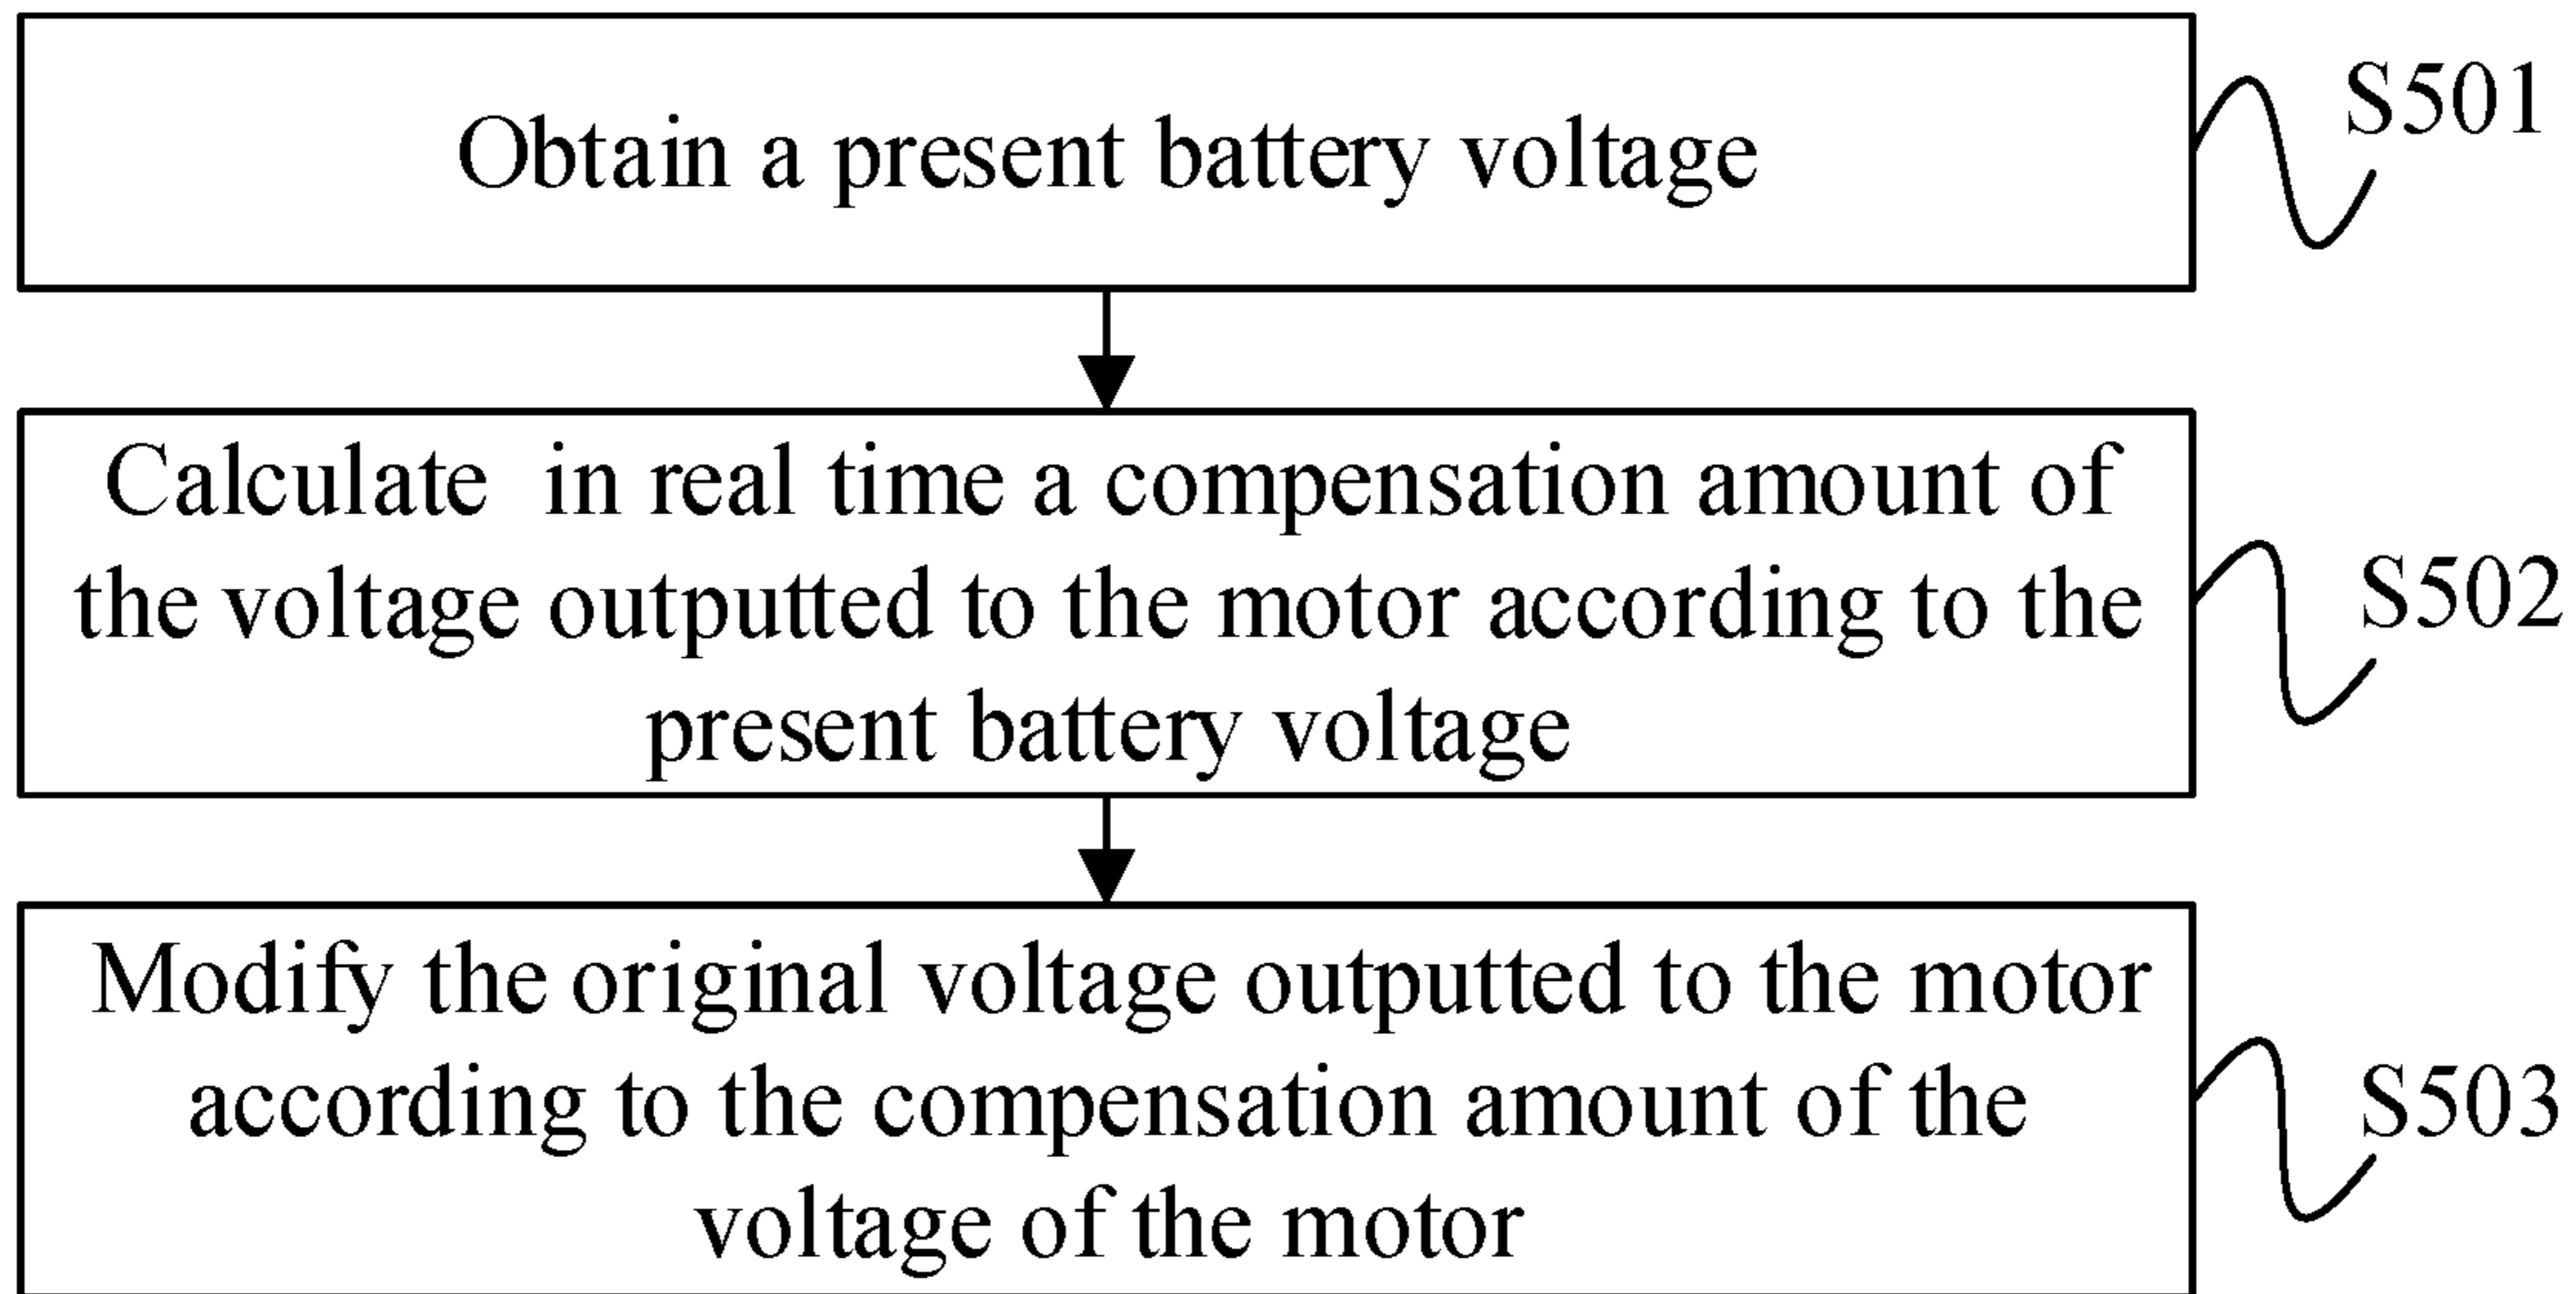 Obtain a present battery voltage
S501
Calculate in real time a compensation amount of
the voltage outputted to the motor according to the
present battery voltage
S502
Modify the original voltage outputted to the motor
according to the compensation amount of the
voltage of the motor
S503